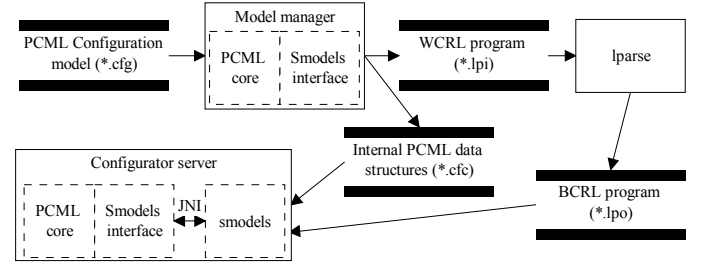 Model manager
PCML Configuration
model (*.cfg)
PCML
core
Smodels
interface
WCRL program
(*.lpi)
lparse
Internal PCML data
structures (*.cfc)
Configurator server
PCML
core
Smodels
interface
JNI
smodels
BCRL program
(*.lpo)